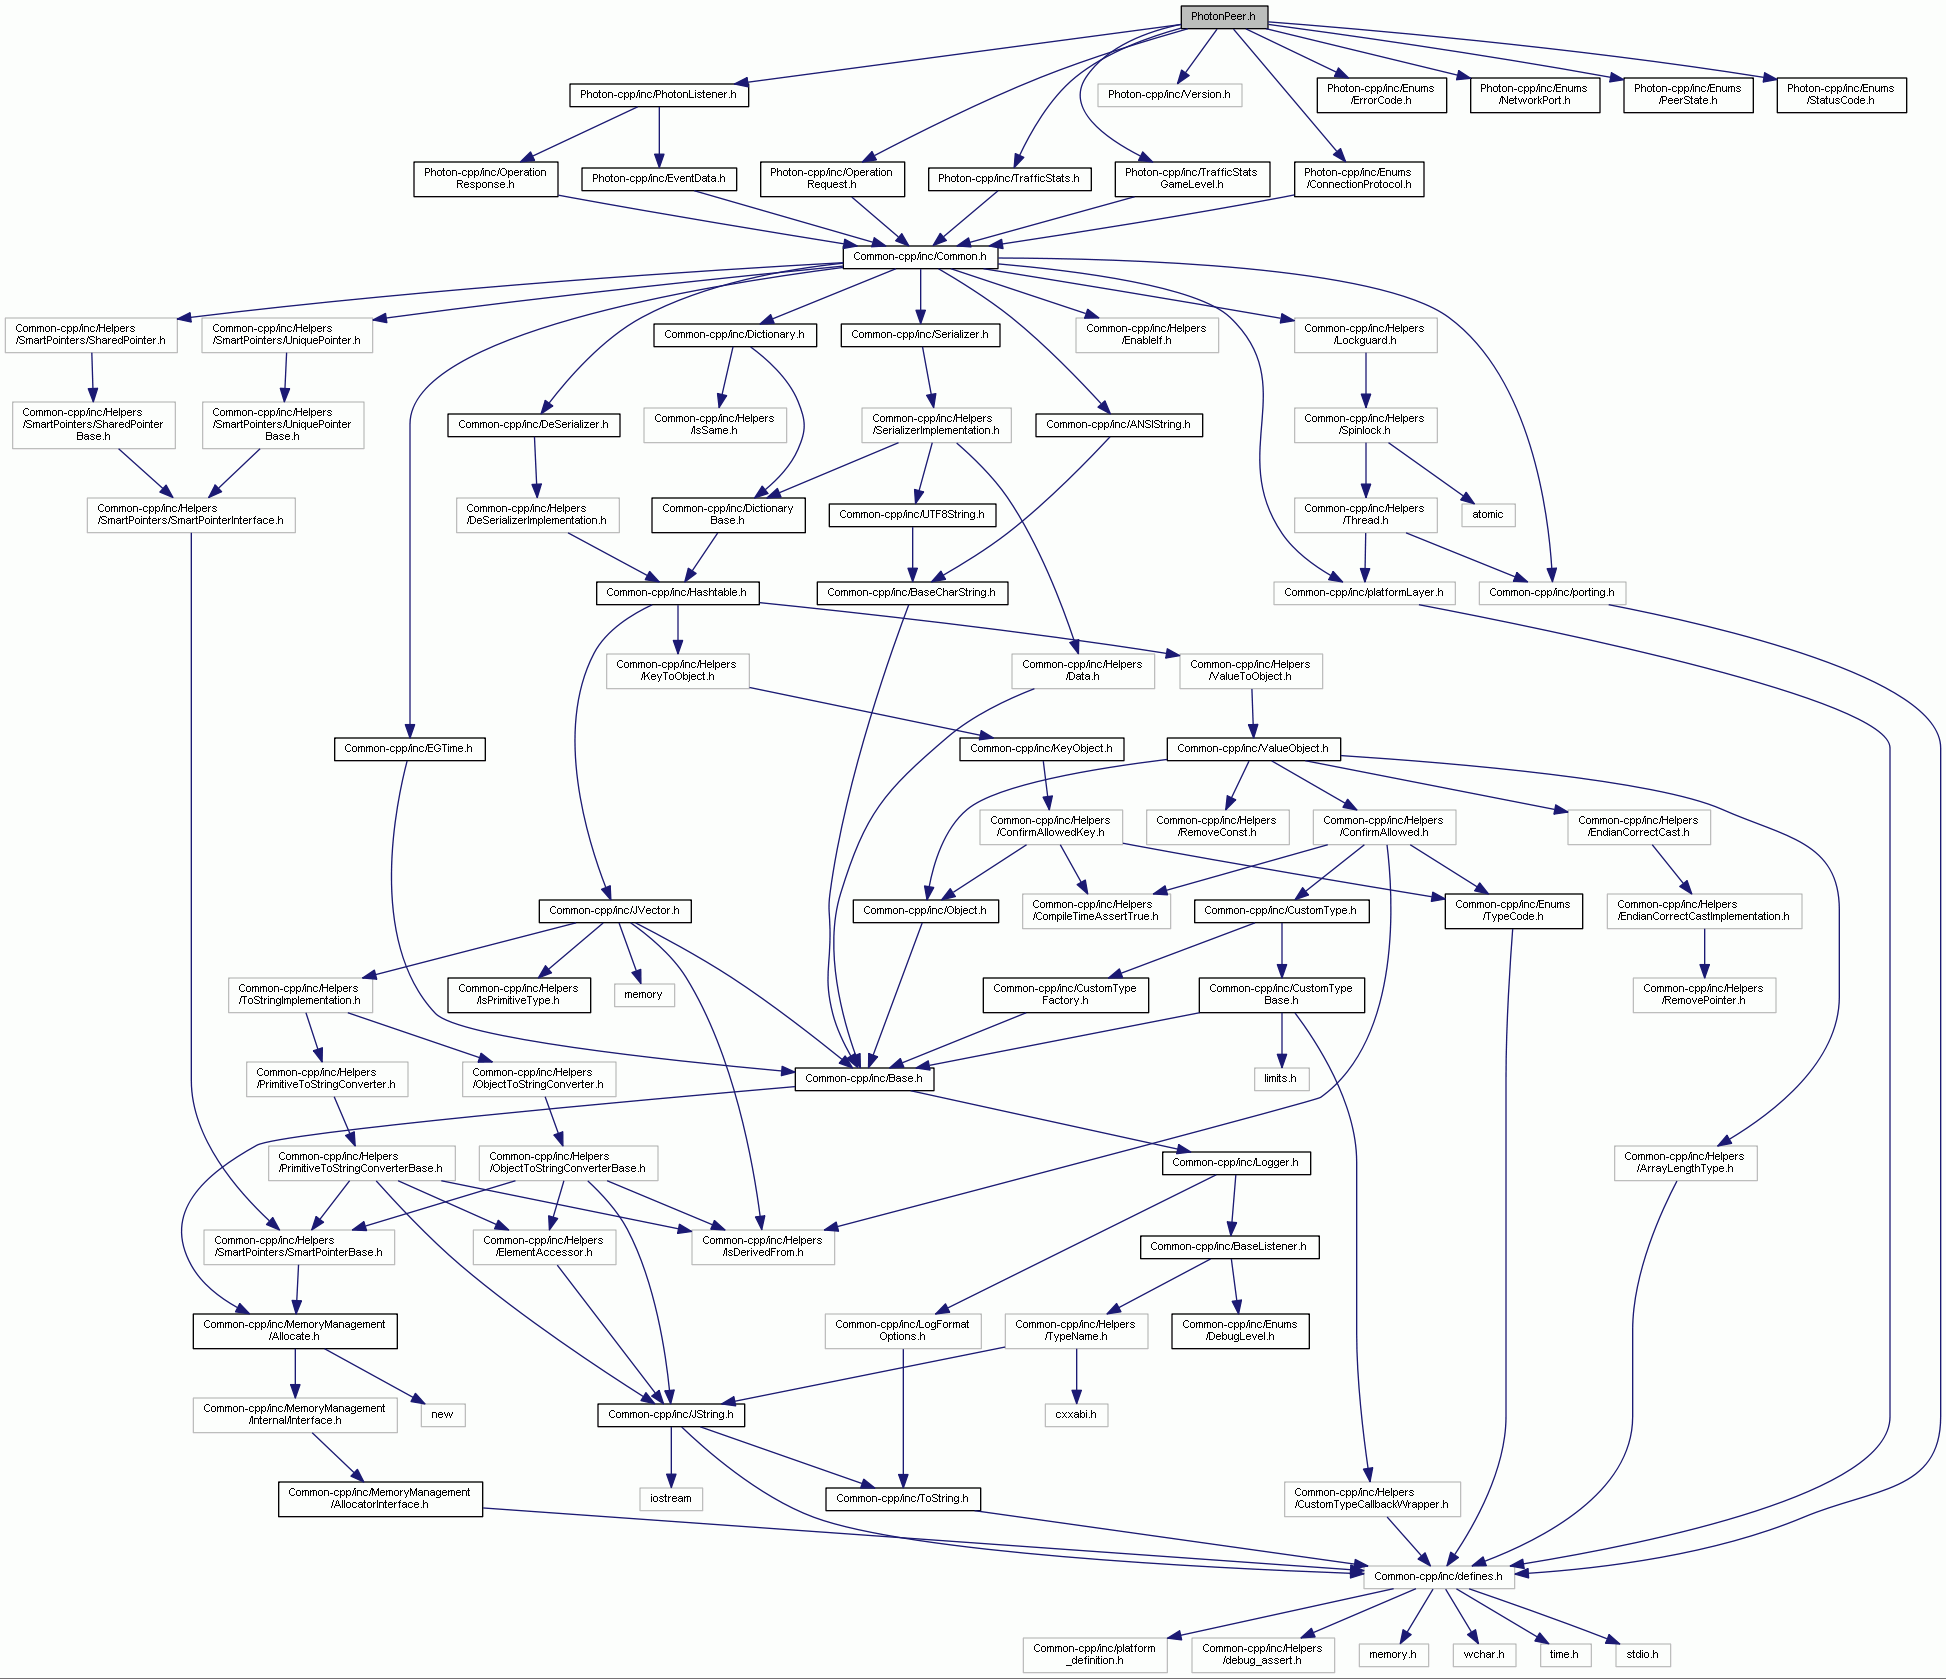 PhotonPeer.h
Photon-cpp/inc/PhotonListener.h
Photon-cpp/inc/Version.h
Photon-cpp/inc/Enums
/ErrorCode.h
Photon-cpp/inc/Enums
/NetworkPort.h
Photon-cpp/inc/Enums
/PeerState.h
Photon-cpp/inc/Enums
/StatusCode.h
Photon-cpp/inc/Operation
Response.h
Photon-cpp/inc/EventData.h
Photon-cpp/inc/Operation
Request.h
Photon-cpp/inc/TrafficStats.h
Photon-cpp/inc/TrafficStats
GameLevel.h
Photon-cpp/inc/Enums
/ConnectionProtocol.h
Common-cpp/inc/Common.h
Common-cpp/inc/Helpers
/SmartPointers/SharedPointer.h
Common-cpp/inc/Helpers
/SmartPointers/UniquePointer.h
Common-cpp/inc/Dictionary.h
Common-cpp/inc/Serializer.h
Common-cpp/inc/Helpers
/EnableIf.h
Common-cpp/inc/Helpers
/Lockguard.h
Common-cpp/inc/Helpers
/SmartPointers/SharedPointer
Base.h
Common-cpp/inc/Helpers
/SmartPointers/UniquePointer
Base.h
Common-cpp/inc/DeSerializer.h
Common-cpp/inc/Helpers
/IsSame.h
Common-cpp/inc/Helpers
/SerializerImplementation.h
Common-cpp/inc/ANSIString.h
Common-cpp/inc/Helpers
/Spinlock.h
Common-cpp/inc/Helpers
/SmartPointers/SmartPointerInterface.h
Common-cpp/inc/Helpers
/DeSerializerImplementation.h
Common-cpp/inc/Dictionary
Base.h
Common-cpp/inc/UTF8String.h
Common-cpp/inc/Helpers
/Thread.h
atomic
Common-cpp/inc/Hashtable.h
Common-cpp/inc/BaseCharString.h
Common-cpp/inc/platformLayer.h
Common-cpp/inc/porting.h
Common-cpp/inc/Helpers
/KeyToObject.h
Common-cpp/inc/Helpers
/Data.h
Common-cpp/inc/Helpers
/ValueToObject.h
Common-cpp/inc/EGTime.h
Common-cpp/inc/KeyObject.h
Common-cpp/inc/ValueObject.h
Common-cpp/inc/Helpers
/ConfirmAllowedKey.h
Common-cpp/inc/Helpers
/RemoveConst.h
Common-cpp/inc/Helpers
/ConfirmAllowed.h
Common-cpp/inc/Helpers
/EndianCorrectCast.h
Common-cpp/inc/JVector.h
Common-cpp/inc/Object.h
Common-cpp/inc/Helpers
/CompileTimeAssertTrue.h
Common-cpp/inc/CustomType.h
Common-cpp/inc/Enums
/TypeCode.h
Common-cpp/inc/Helpers
/EndianCorrectCastImplementation.h
Common-cpp/inc/Helpers
/ToStringImplementation.h
Common-cpp/inc/Helpers
/IsPrimitiveType.h
memory
Common-cpp/inc/CustomType
Factory.h
Common-cpp/inc/CustomType
Base.h
Common-cpp/inc/Helpers
/RemovePointer.h
Common-cpp/inc/Helpers
/PrimitiveToStringConverter.h
Common-cpp/inc/Helpers
/ObjectToStringConverter.h
Common-cpp/inc/Base.h
limits.h
Common-cpp/inc/Helpers
/PrimitiveToStringConverterBase.h
Common-cpp/inc/Helpers
/ObjectToStringConverterBase.h
Common-cpp/inc/Logger.h
Common-cpp/inc/Helpers
/ArrayLengthType.h
Common-cpp/inc/Helpers
/SmartPointers/SmartPointerBase.h
Common-cpp/inc/Helpers
/ElementAccessor.h
Common-cpp/inc/Helpers
/IsDerivedFrom.h
Common-cpp/inc/BaseListener.h
Common-cpp/inc/MemoryManagement
/Allocate.h
Common-cpp/inc/LogFormat
Options.h
Common-cpp/inc/Helpers
/TypeName.h
Common-cpp/inc/Enums
/DebugLevel.h
Common-cpp/inc/MemoryManagement
/Internal/Interface.h
new
Common-cpp/inc/JString.h
cxxabi.h
Common-cpp/inc/MemoryManagement
/AllocatorInterface.h
iostream
Common-cpp/inc/ToString.h
Common-cpp/inc/Helpers
/CustomTypeCallbackWrapper.h
Common-cpp/inc/defines.h
Common-cpp/inc/platform
_definition.h
Common-cpp/inc/Helpers
/debug_assert.h
memory.h
wchar.h
time.h
stdio.h